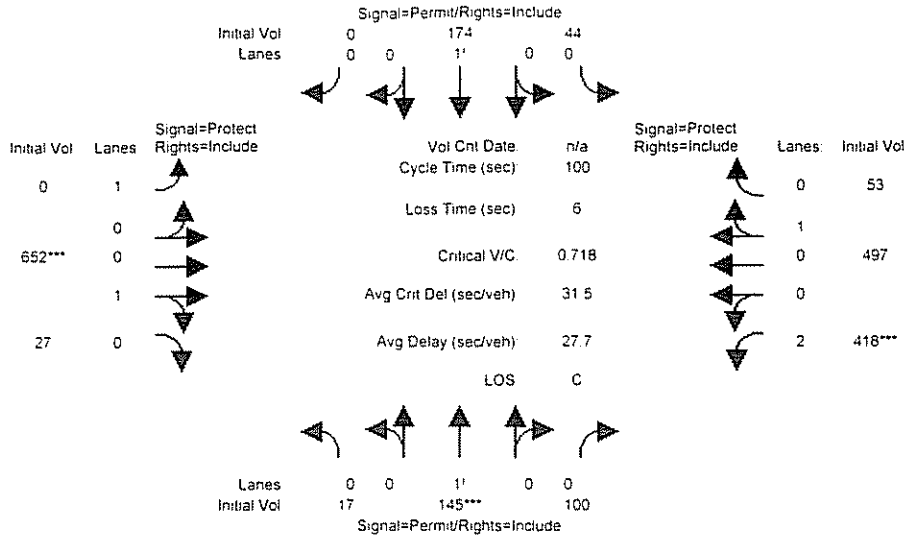 Signal=Permit/Rights=Include
Initial Vol 0 174 44
Lanes 0 0 1! 0 0
Signal=Protect Signal=Protect
Initial Vol Lanes Rights=Include Vol Cnt Date n/a Rights=Include Lanes: Initial Vol
Cycle Time (sec) 100
0 1 0 53
Loss Time (sec) 6
0 1
652*** 0 Critical V/C 0.718 0 497
1 Avg Crit Del (sec/veh) 31.5 0
27 0 Avg Delay (sec/veh) 27.7 2 418***
LOS C
Lanes 0 0 1! 0 0
Initial Vol 17 145*** 100
Signal=Permit/Rights=Include